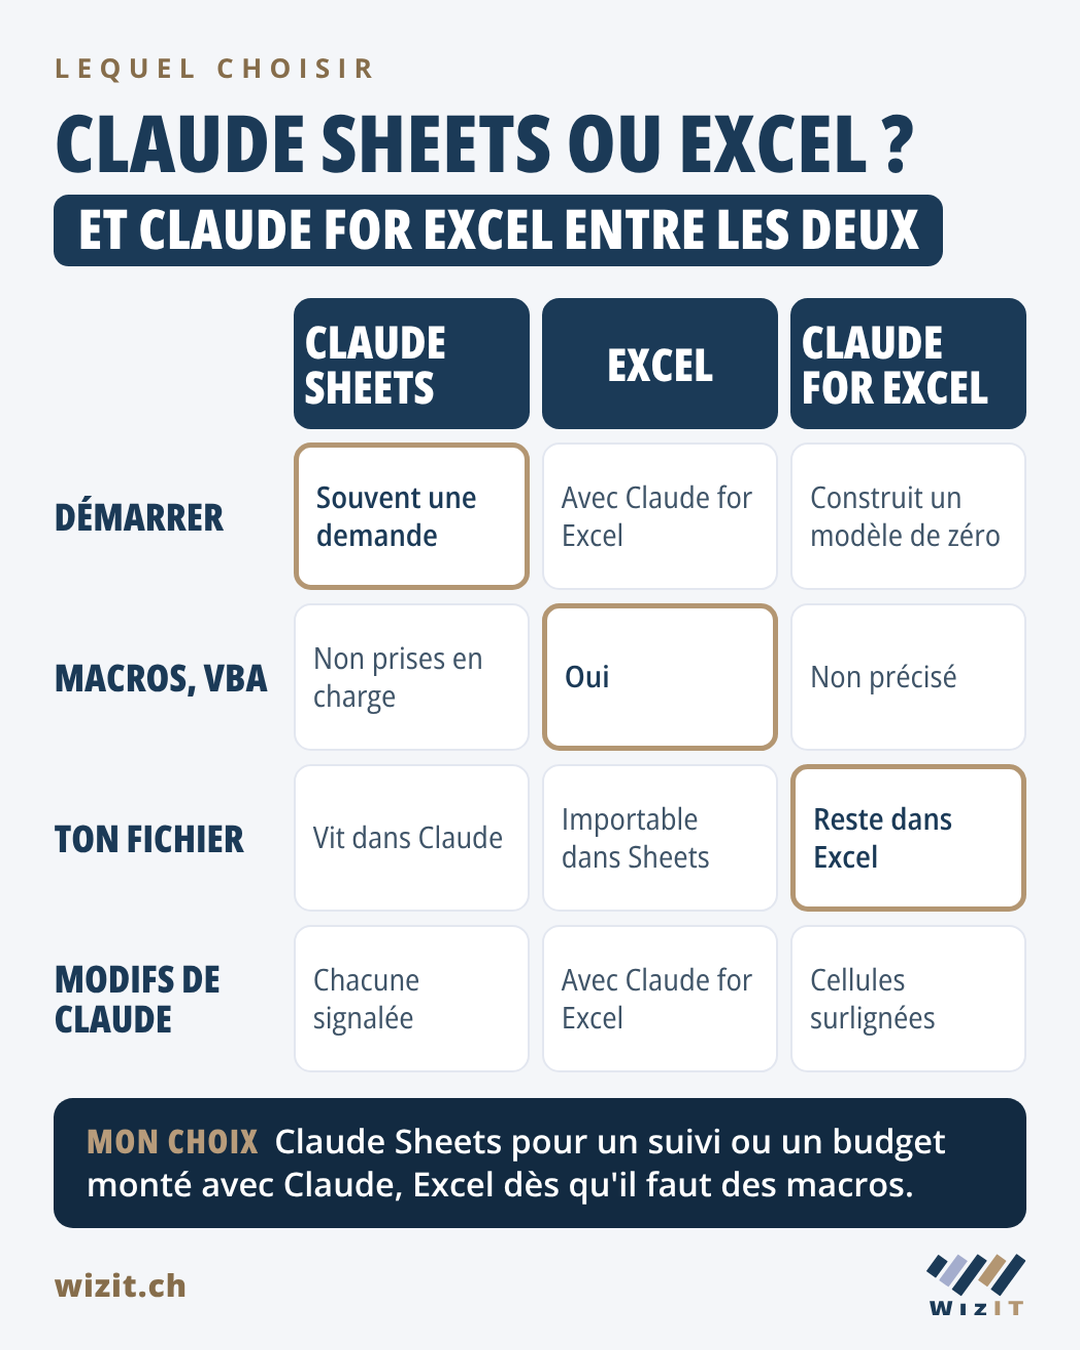 LEQUEL CHOISIR
CLAUDE SHEETS OU EXCEL ?
ET CLAUDE FOR EXCEL ENTRE LES DEUX
CLAUDE
SHEETS
EXCEL
CLAUDE
FOR EXCEL
DÉMARRER
Souvent une
demande
Avec Claude for
Excel
Construit un
modèle de zéro
MACROS, VBA
Non prises en
charge
Oui
Non précisé
TON FICHIER
Vit dans Claude
Importable
dans Sheets
Reste dans
Excel
MODIFS DE
CLAUDE
Chacune
signalée
Avec Claude for
Excel
Cellules
surlignées
MON CHOIX Claude Sheets pour un suivi ou un budget
monté avec Claude, Excel dès qu'il faut des macros.
wizit.ch
WIZIT